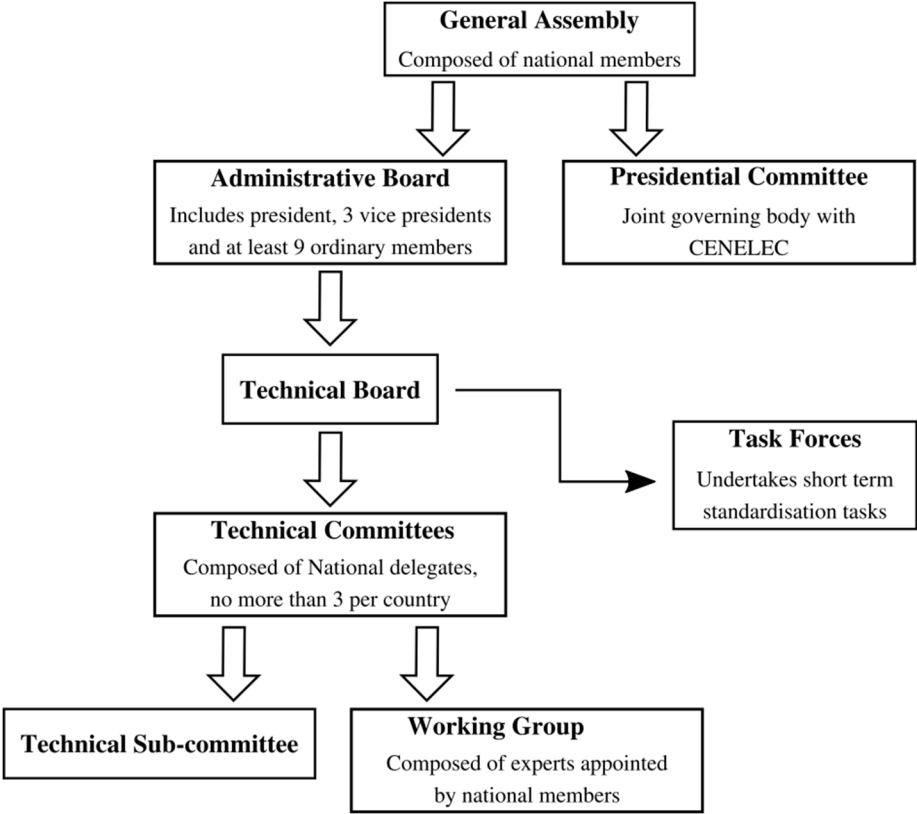 General Assembly
Composed of national members
Administrative Board
Includes president, 3 vice presidents
and at least 9 ordinary members
Presidential Committee
Joint governing body with
CENELEC
Technical Board
Task Forces
Undertakes short term
standardisation tasks
Technical Committees
Composed of National delegates,
no more than 3 per country
Technical Sub-committee
Working Group
Composed of experts appointed
by national members